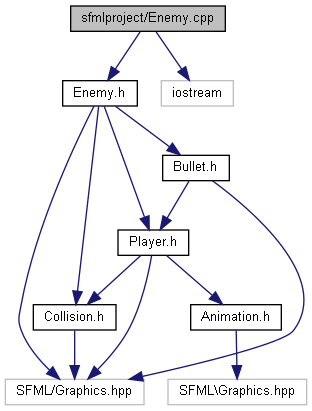 sfmlproject/Enemy.cpp
Enemy.h
iostream
Bullet.h
Player.h
Collision.h
Animation.h
SFML/Graphics.hpp
SFML\Graphics.hpp